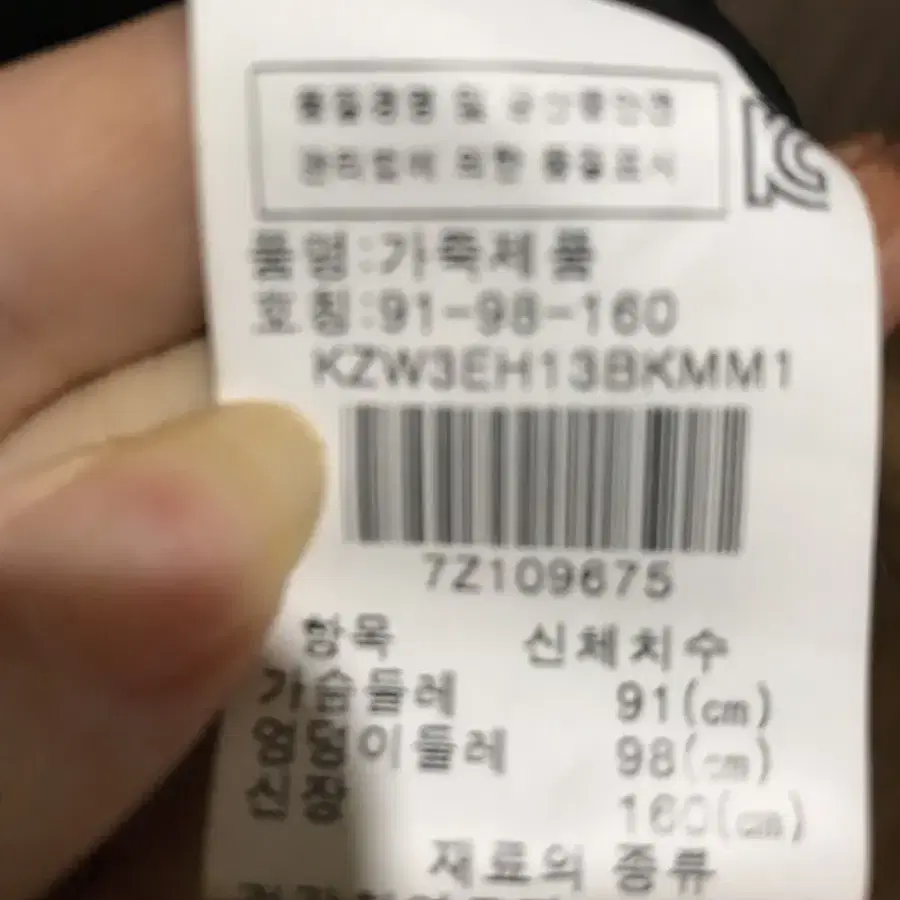 품질경영 및 공산품안전
관리법에 의한 품질표시
품명:가죽제품
호칭:91-98-160
KZW3EH13BKMM1
7Z109675
항목 신체치수
가슴둘레 91(cm)
엉덩이둘레 98(cm)
신장 160(cm)
재료의 종류